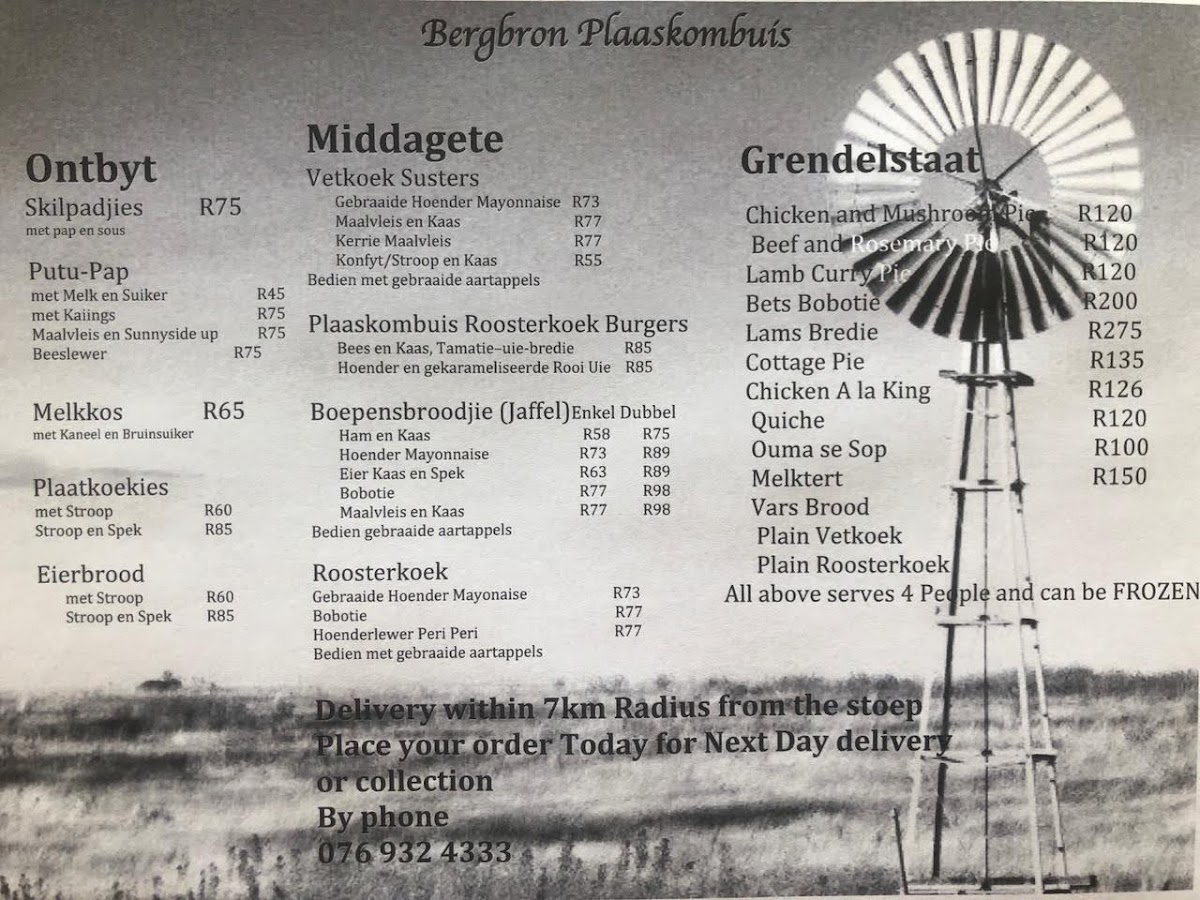 Bergbron Plaaskombuis
Ontbyt
Skilpadjies R75
met pap en sous
Putu-Pap
met Melk en Suiker R45
met Kaiings R75
Maalvleis en Sunnyside up R75
Beeslewer R75
Melkkos R65
met Kaneel en Bruinsuiker
Plaatkoekies
met Stroop R60
Stroop en Spek R85
Eierbrood
met Stroop R60
Stroop en Spek R85
Middagete
Vetkoek Susters
Gebraaide Hoender Mayonnaise R73
Maalvleis en Kaas R77
Kerrie Maalvleis R77
Konfyt/Stroop en Kaas R55
Bedien met gebraaide aartappels
Plaaskombuis Roosterkoek Burgers
Bees en Kaas, Tamatie–uie-bredie R85
Hoender en gekarameliseerde Rooi Uie R85
Boepensbroodjie (Jaffel) Enkel Dubbel
Ham en Kaas R58 R75
Hoender Mayonnaise R73 R89
Eier Kaas en Spek R63 R89
Bobotie R77 R98
Maalvleis en Kaas R77 R98
Bedien gebraaide aartappels
Roosterkoek
Gebraaide Hoender Mayonaise R73
Bobotie R77
Hoenderlewer Peri Peri R77
Bedien met gebraaide aartappels
Grendelstaat
Chicken and Mushroom Pie R120
Beef and Rosemary Pie R120
Lamb Curry Pie R120
Bets Bobotie R200
Lams Bredie R275
Cottage Pie R135
Chicken A la King R126
Quiche R120
Ouma se Sop R100
Melktert R150
Vars Brood
Plain Vetkoek
Plain Roosterkoek
All above serves 4 People and can be FROZEN
Delivery within 7km Radius from the stoep
Place your order Today for Next Day delivery
or collection
By phone
076 932 4333